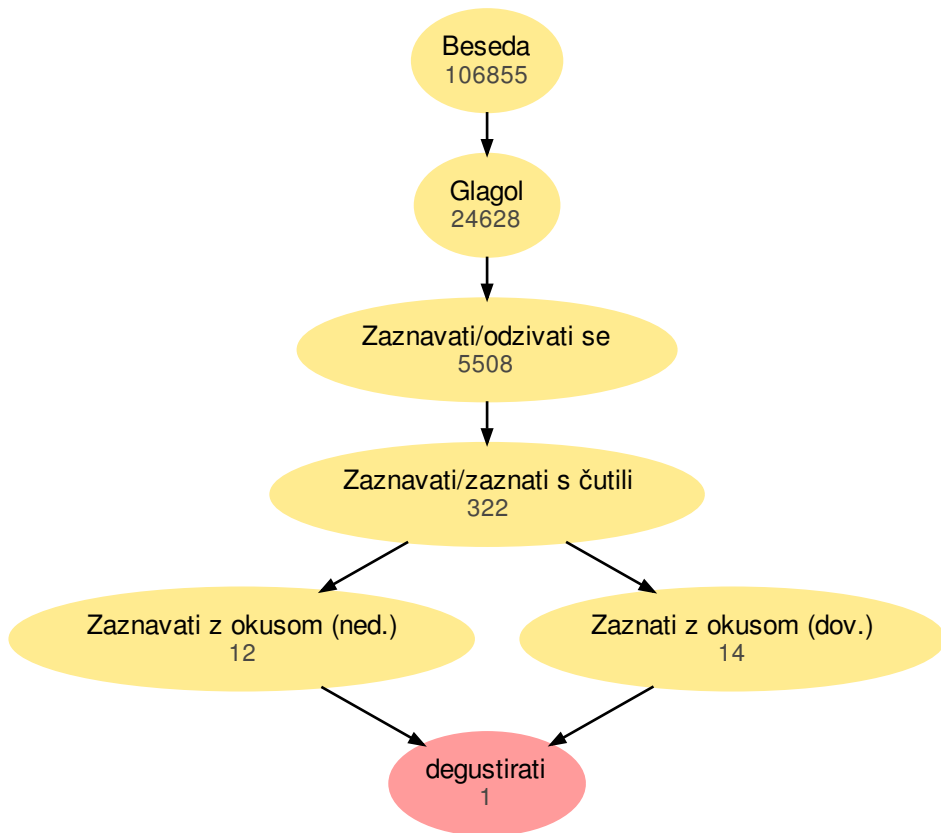 Beseda
106855
Glagol
24628
Zaznavati/odzivati se
5508
Zaznavati/zaznati s čutili
322
Zaznavati z okusom (ned.)
12
Zaznati z okusom (dov.)
14
degustirati
1